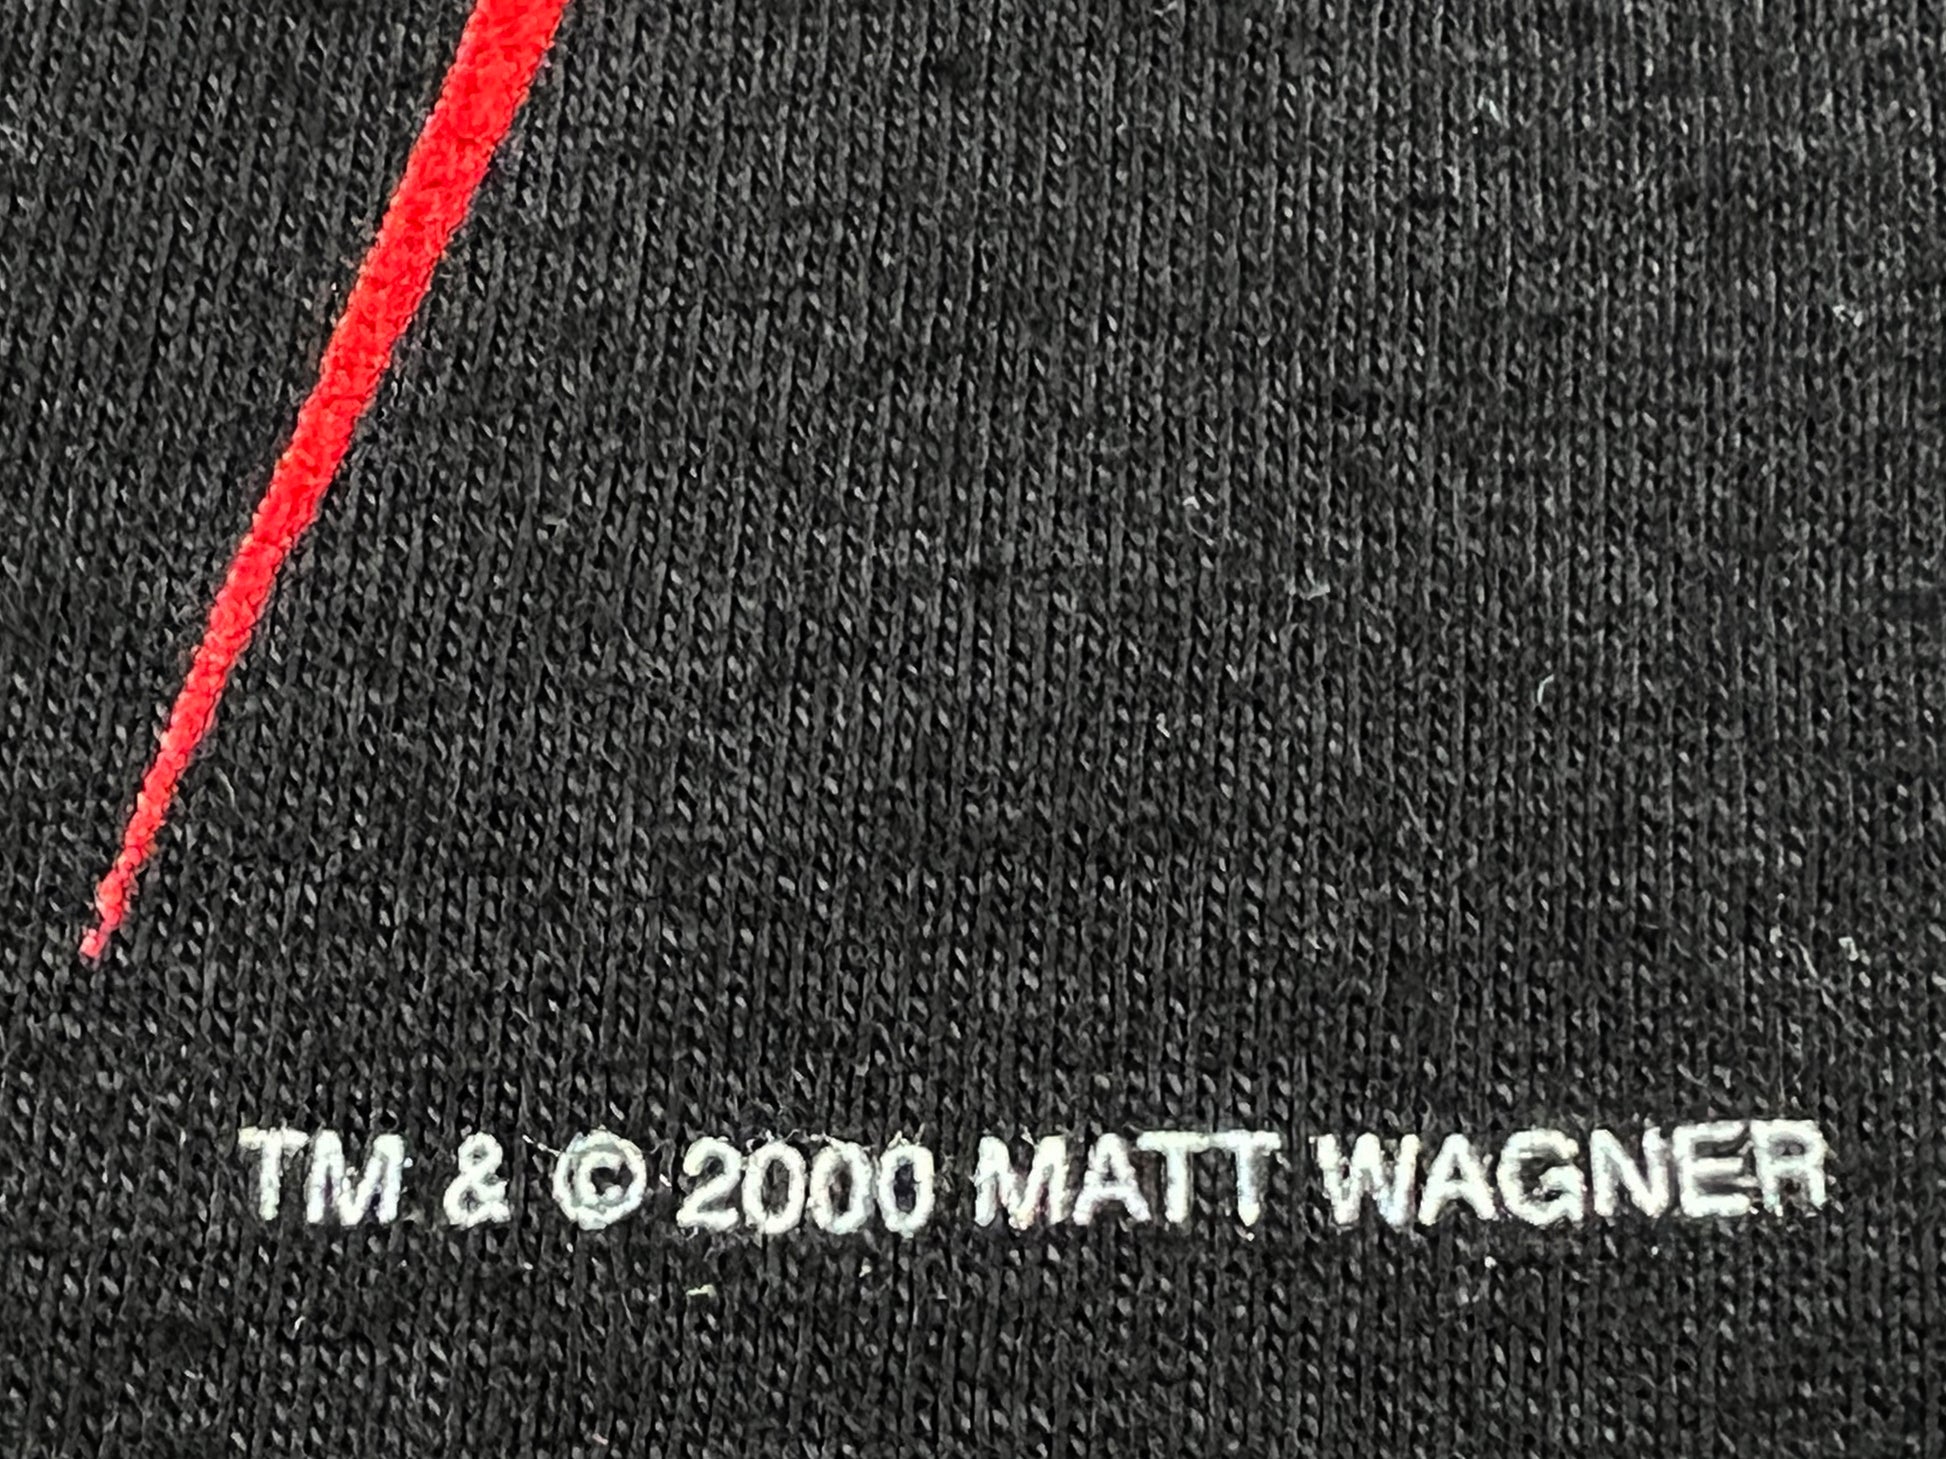 TM & © 2000 MATT WAGNER